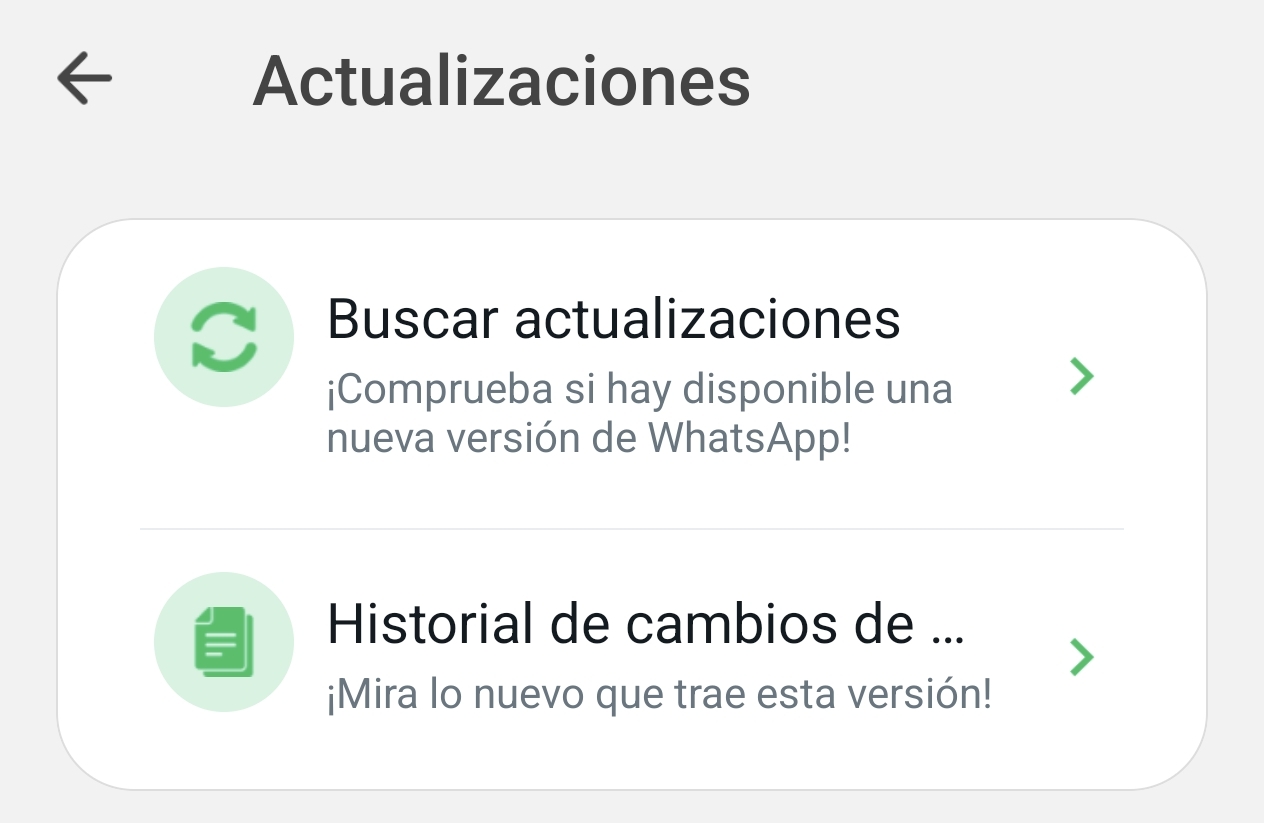 Actualizaciones
Buscar actualizaciones
¡Comprueba si hay disponible una
nueva versión de WhatsApp!
Historial de cambios de ...
¡Mira lo nuevo que trae esta versión!